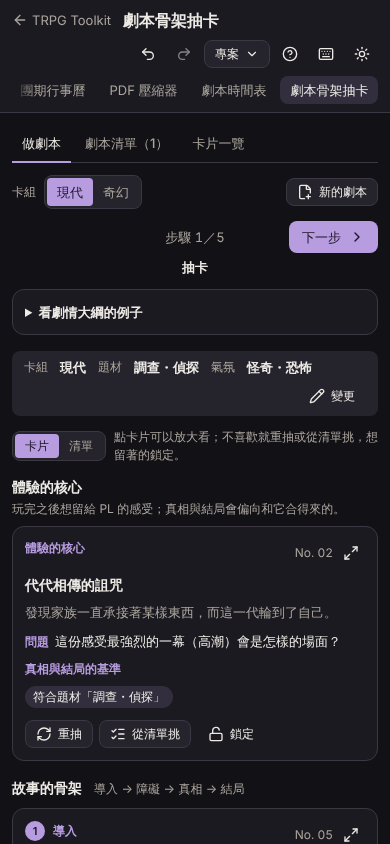 TRPG Toolkit 劇本骨架抽卡
專案
團期行事曆 PDF 壓縮器 劇本時間表 劇本骨架抽卡
做劇本 劇本清單（1） 卡片一覽
卡組 現代 奇幻 新的劇本
步驟 1／5 下一步
抽卡
看劇情大綱的例子
卡組 現代 題材 調查・偵探 氣氛 怪奇・恐怖
變更
卡片 清單 點卡片可以放大看；不喜歡就重抽或從清單挑，想
留著的鎖定。
體驗的核心
玩完之後想留給 PL 的感受；真相與結局會偏向和它合得來的。
體驗的核心 No. 02
代代相傳的詛咒
發現家族一直承接著某樣東西，而這一代輪到了自己。
問題 這份感受最強烈的一幕（高潮）會是怎樣的場面？
真相與結局的基準
符合題材「調查・偵探」
重抽 從清單挑 鎖定
故事的骨架 導入 → 障礙 → 真相 → 結局
1 導入 No. 05